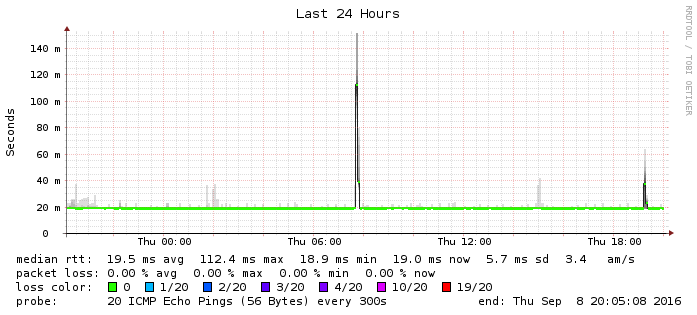 Last 24 Hours
RRDTOOL / TOBI OETIKER
Seconds
140 m
120 m
100 m
80 m
60 m
40 m
20 m
0
Thu 00:00 Thu 06:00 Thu 12:00 Thu 18:00
median rtt: 19.5 ms avg 112.4 ms max 18.9 ms min 19.0 ms now 5.7 ms sd 3.4 am/s
packet loss: 0.00 % avg 0.00 % max 0.00 % min 0.00 % now
loss color: 0 1/20 2/20 3/20 4/20 10/20 19/20
probe: 20 ICMP Echo Pings (56 Bytes) every 300s end: Thu Sep 8 20:05:08 2016